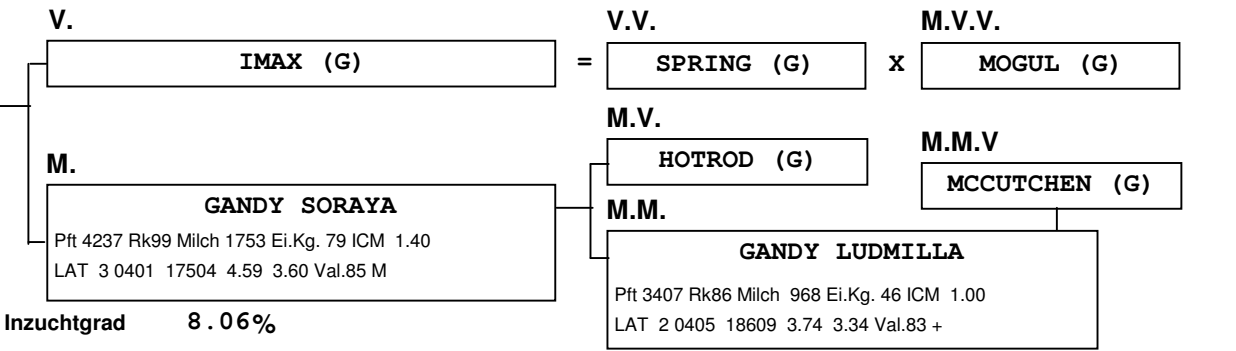 V. V.V. M.V.V.
IMAX (G) = SPRING (G) X MOGUL (G)
M.V.
HOTROD (G)
M.M.V
MCCUTCHEN (G)
M.
GANDY SORAYA
Pft 4237 Rk99 Milch 1753 Ei.Kg. 79 ICM 1.40
LAT 3 0401 17504 4.59 3.60 Val.85 M
M.M.
GANDY LUDMILLA
Pft 3407 Rk86 Milch 968 Ei.Kg. 46 ICM 1.00
LAT 2 0405 18609 3.74 3.34 Val.83 +
Inzuchtgrad 8.06%